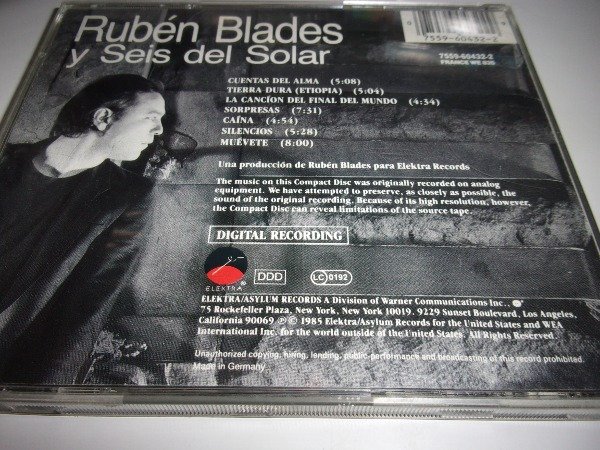 Rubén Blades
y Seis del Solar
7559-60432-2
7559-60432-2
FRANCE WE 835
CUENTAS DEL ALMA (5:08)
TIERRA DURA (ETIOPIA) (5:04)
LA CANCÍON DEL FINAL DEL MUNDO (4:34)
SORPRESAS (7:31)
CAÍNA (4:54)
SILENCIOS (5:28)
MUÉVETE (8:00)
Una produccion de Rubén Blades para Elektra Records
The music on this Compact Disc was originally recorded on analog
equipment. We have attempted to preserve, as closely as possible, the
sound of the original recording. Because of its high resolution, however,
the Compact Disc can reveal limitations of the source tape.
DIGITAL RECORDING
ELEKTRA
DDD
LC 0192
ELEKTRA/ASYLUM RECORDS A Division of Warner Communications Inc.,
75 Rockefeller Plaza, New York, New York 10019. 9229 Sunset Boulevard, Los Angeles,
California 90069 ℗ © 1985 Elektra/Asylum Records for the United States and WEA
International Inc. for the world outside of the United States. All Rights Reserved.
Unauthorized copying, hiring, lending, public performance and broadcasting of this record prohibited.
Made in Germany